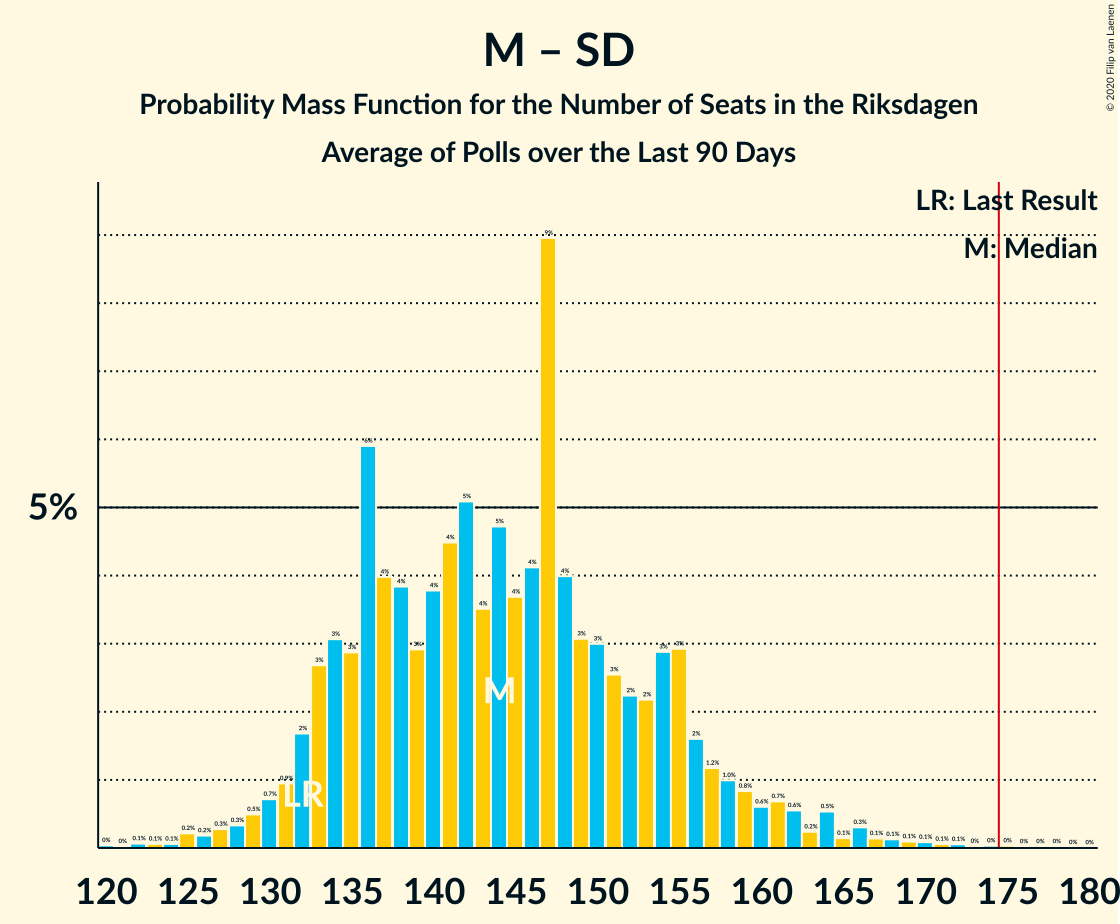 M – SD
Probability Mass Function for the Number of Seats in the Riksdagen
Average of Polls over the Last 90 Days
© 2020 Filip van Laenen
LR: Last Result
M: Median
5%
0% 0% 0.1% 0.1% 0.1% 0.2% 0.2% 0.3% 0.3% 0.5% 0.7% 0.9% 2% 3% 3% 3% 6% 4% 4% 3% 4% 4% 5% 4% 5% 4% 4% 9% 4% 3% 3% 3% 2% 2% 3% 3% 2% 1.2% 1.0% 0.8% 0.6% 0.7% 0.6% 0.2% 0.5% 0.1% 0.3% 0.1% 0.1% 0.1% 0.1% 0.1% 0.1% 0% 0% 0% 0% 0% 0% 0% 0%
M
LR
120 125 130 135 140 145 150 155 160 165 170 175 180